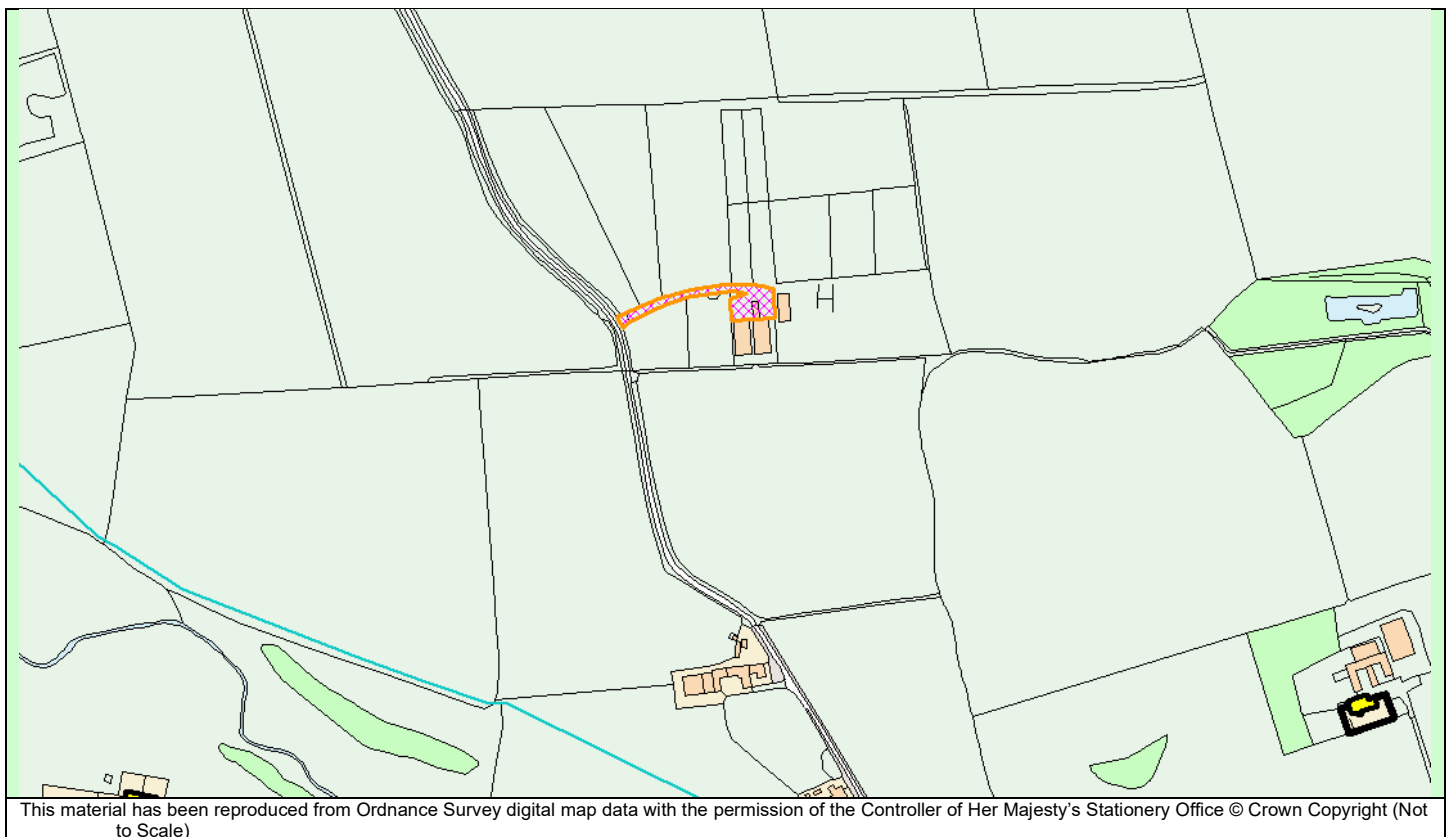 This material has been reproduced from Ordnance Survey digital map data with the permission of the Controller of Her Majesty’s Stationery Office © Crown Copyright (Not
to Scale)